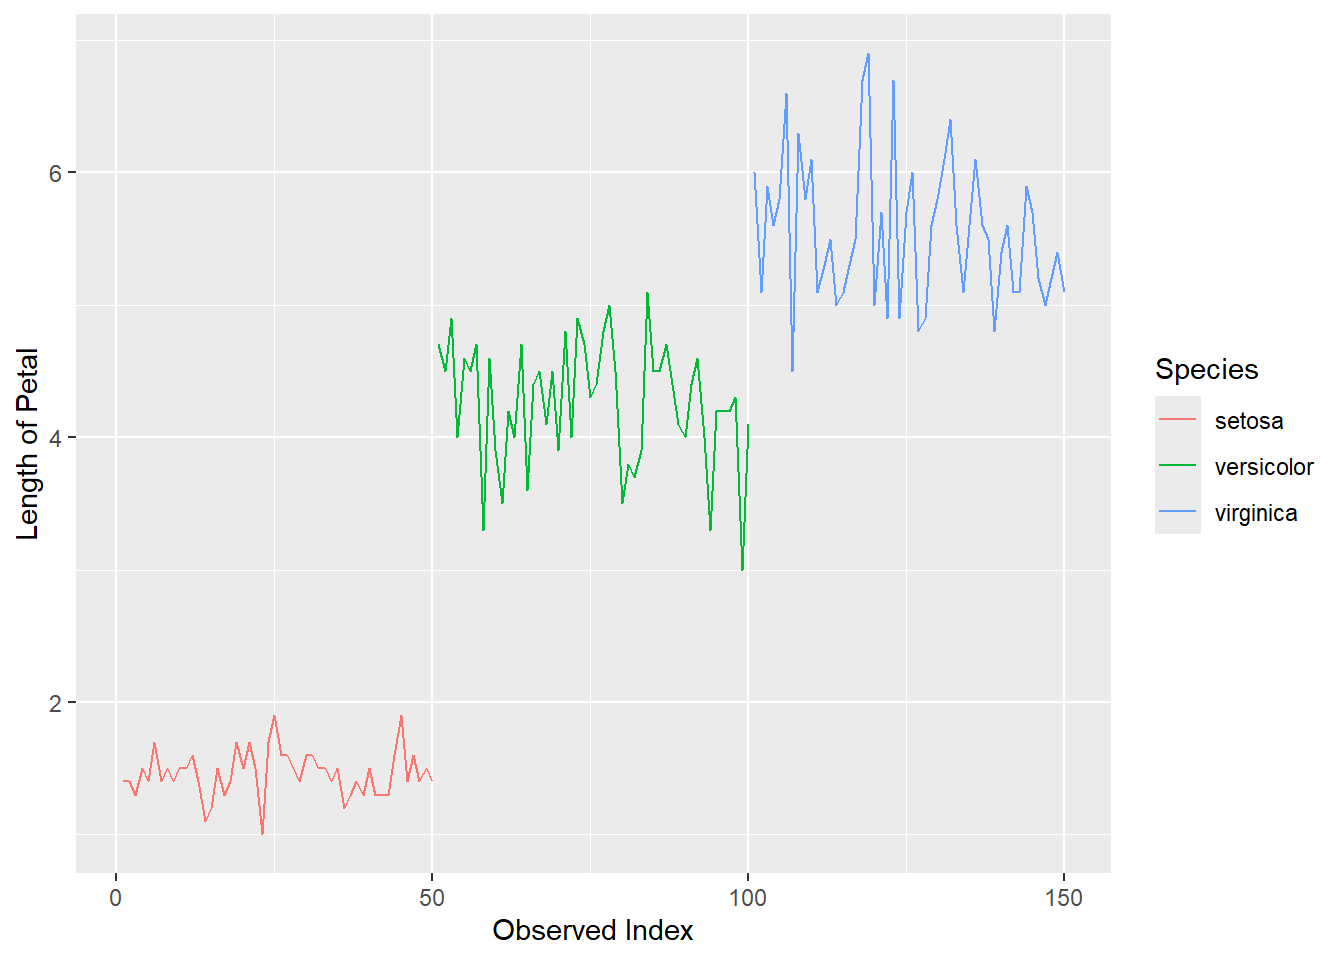 6
4
2
0
50
100
150
Observed Index
Length of Petal
Species
setosa
versicolor
virginica